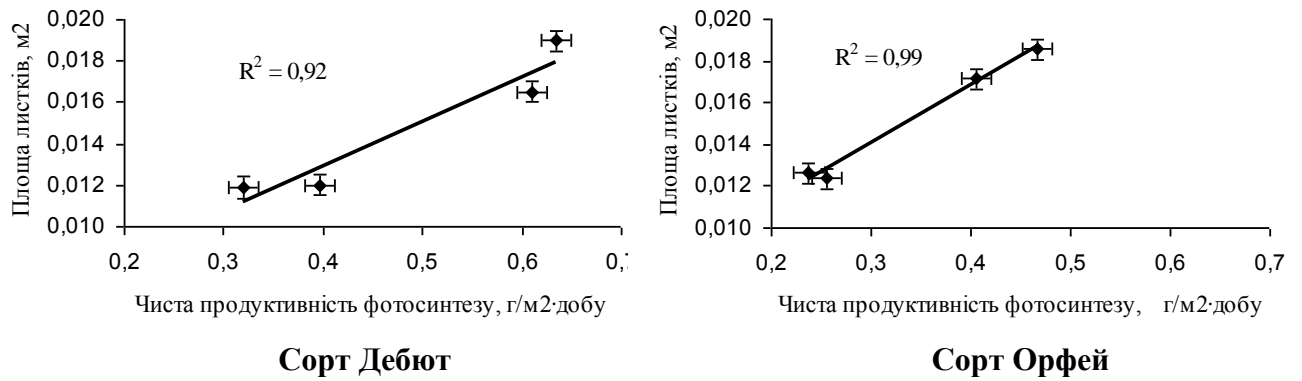 Площа листків, м2
0,020
0,018
0,016
0,014
0,012
0,010
R2 = 0,92
0,2 0,3 0,4 0,5 0,6 0,7
Чиста продуктивність фотосинтезу, г/м2·добу
Сорт Дебют
Площа листків, м2
0,020
0,018
0,016
0,014
0,012
0,010
R2 = 0,99
0,2 0,3 0,4 0,5 0,6 0,7
Чиста продуктивність фотосинтезу, г/м2·добу
Сорт Орфей